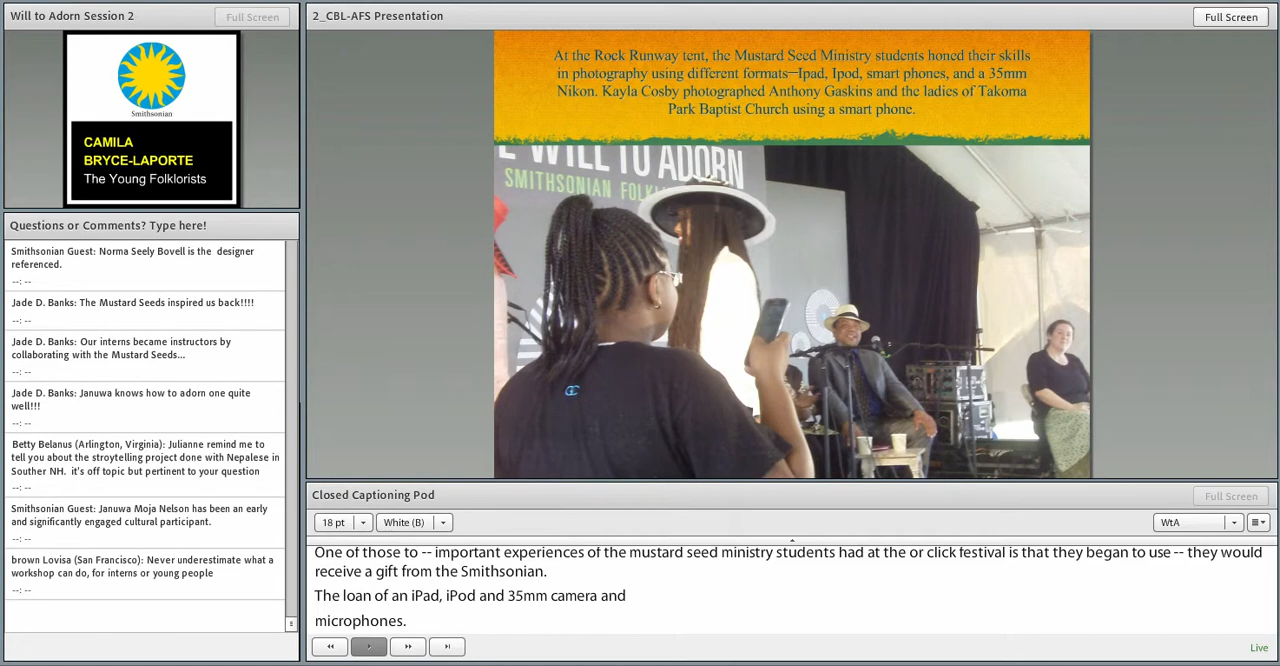 Will to Adorn Session 2
Full Screen
Smithsonian
CAMILA
BRYCE-LAPORTE
The Young Folklorists
Questions or Comments? Type here!
Smithsonian Guest: Norma Seely Bovell is the designer
referenced.
--: --
Jade D. Banks: The Mustard Seeds inspired us back!!!!
--: --
Jade D. Banks: Our interns became instructors by
collaborating with the Mustard Seeds...
--: --
Jade D. Banks: Januwa knows how to adorn one quite
well!!!
--: --
Betty Belanus (Arlington, Virginia): Julianne remind me to
tell you about the stroytelling project done with Nepalese in
Souther NH. it's off topic but pertinent to your question
--: --
Smithsonian Guest: Januwa Moja Nelson has been an early
and significantly engaged cultural participant.
--: --
brown Lovisa (San Francisco): Never underestimate what a
workshop can do, for interns or young people
--: --
2_CBL-AFS Presentation
Full Screen
At the Rock Runway tent, the Mustard Seed Ministry students honed their skills
in photography using different formats—Ipad, Ipod, smart phones, and a 35mm
Nikon. Kayla Cosby photographed Anthony Gaskins and the ladies of Takoma
Park Baptist Church using a smart phone.
E WILL TO ADORN
SMITHSONIAN FOLKL
Closed Captioning Pod
Full Screen
18 pt
White (B)
WtA
One of those to -- important experiences of the mustard seed ministry students had at the or click festival is that they began to use -- they would
receive a gift from the Smithsonian.
The loan of an iPad, iPod and 35mm camera and
microphones.
Live